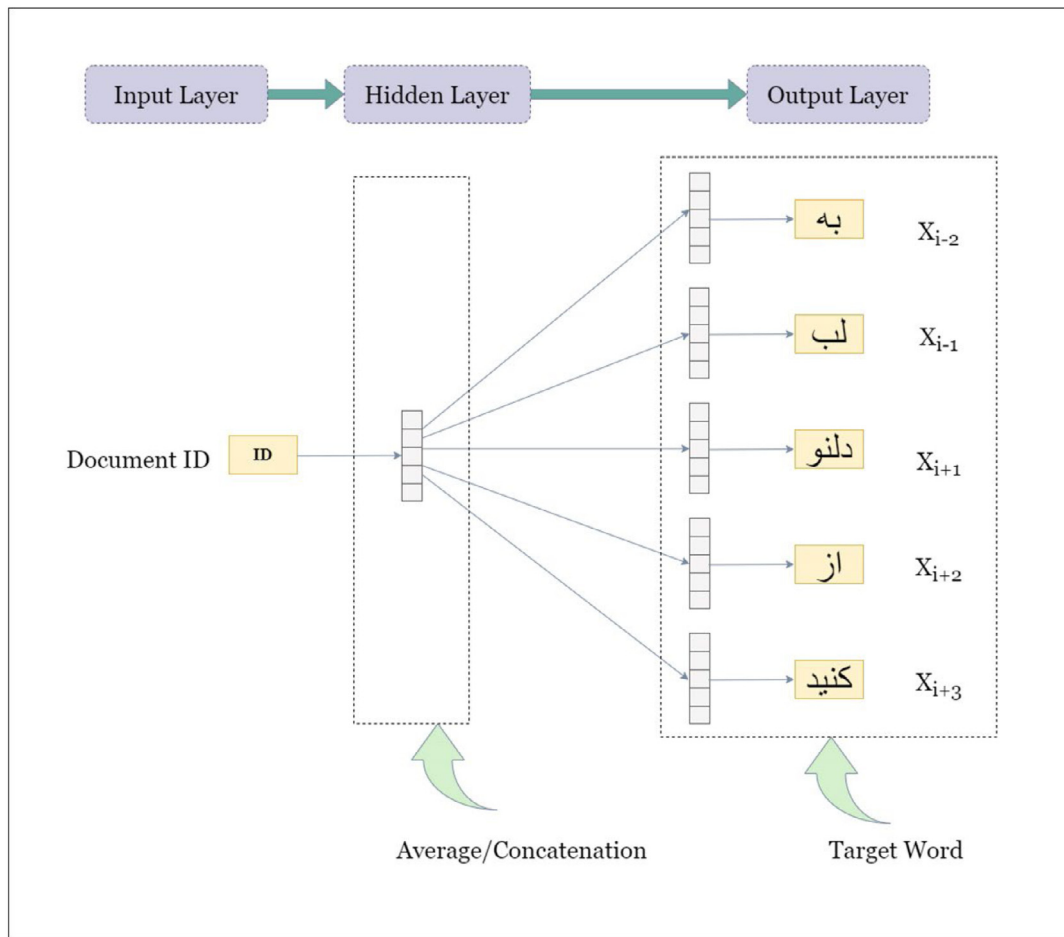 Input Layer
Hidden Layer
Output Layer
به
X_{i-2}
لب
X_{i-1}
Document ID
ID
دلنو
X_{i+1}
از
X_{i+2}
کنید
X_{i+3}
Average/Concatenation
Target Word